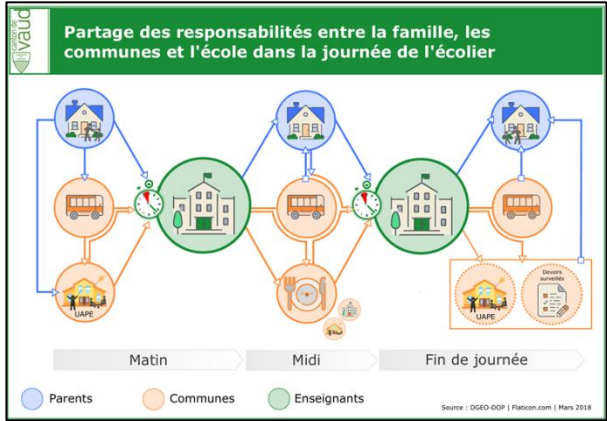 canton de
vaud
Partage des responsabilités entre la famille, les
communes et l'école dans la journée de l'écolier
UAPE
UAPE
Devoirs
surveillés
Matin
Midi
Fin de journée
Parents
Communes
Enseignants
Source : DGEO-DOP | Flaticon.com | Mars 2018